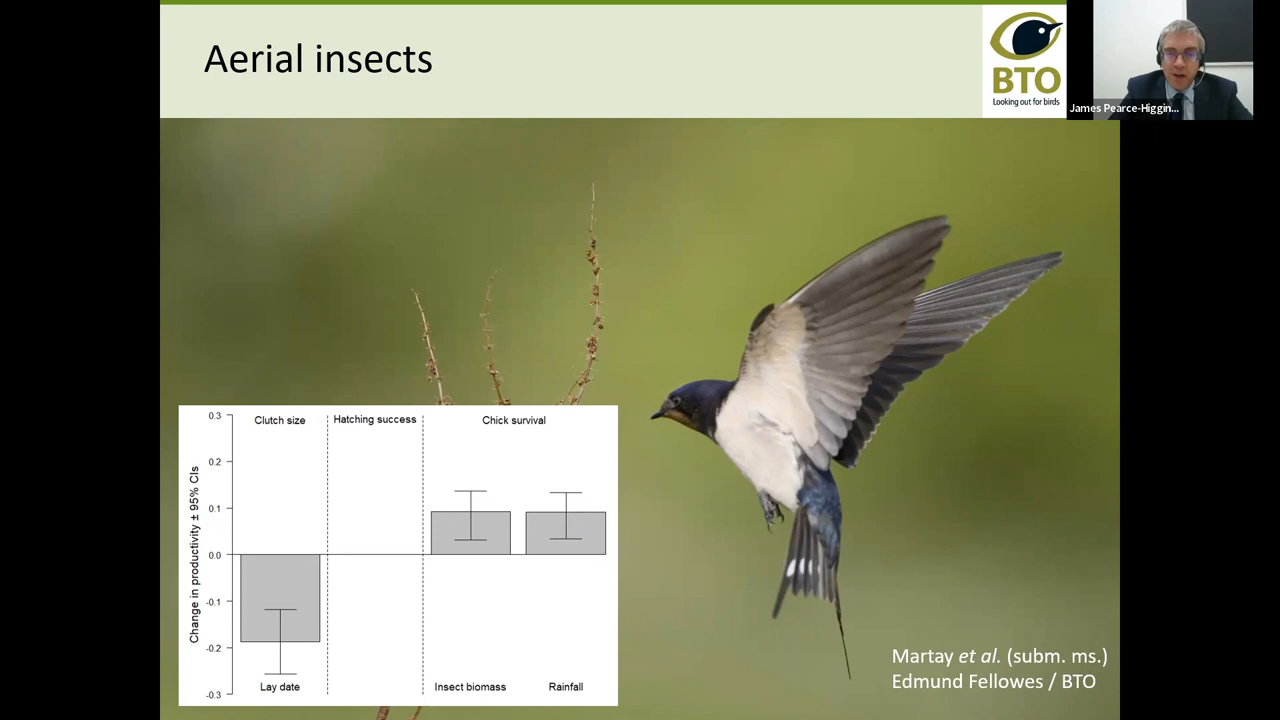 Aerial insects
BTO
Looking out for birds
James Pearce-Higgin...
Change in productivity ± 95% CIs
0.3
0.2
0.1
0.0
-0.1
-0.2
-0.3
Clutch size
Hatching success
Chick survival
Lay date
Insect biomass
Rainfall
Martay et al. (subm. ms.)
Edmund Fellowes / BTO